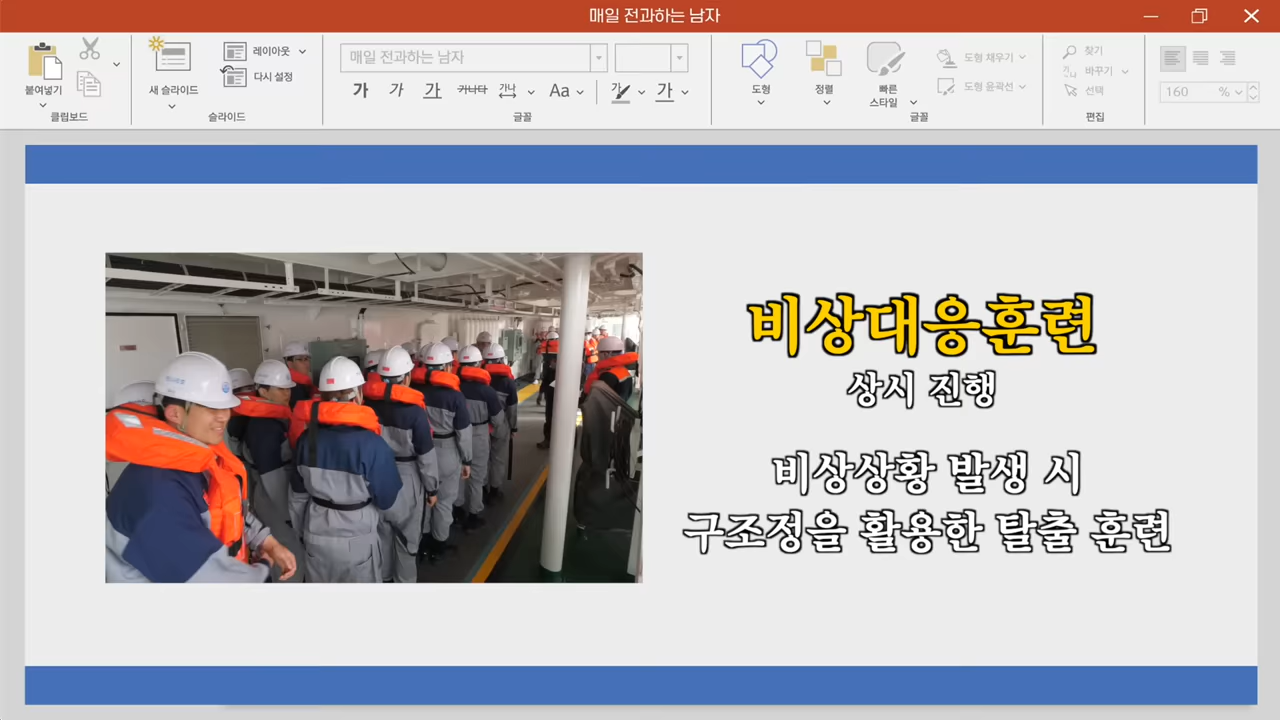 매일 전과하는 남자
붙여넣기
클립보드
새 슬라이드
레이아웃
다시 설정
슬라이드
매일 전과하는 남자
가 가 가 가나다 가나 Aa 가 가
글꼴
도형
정렬
빠른
스타일
도형 채우기
도형 윤곽선
글꼴
찾기
바꾸기
선택
편집
160 %
비상대응훈련
상시 진행
비상상황 발생 시
구조정을 활용한 탈출 훈련